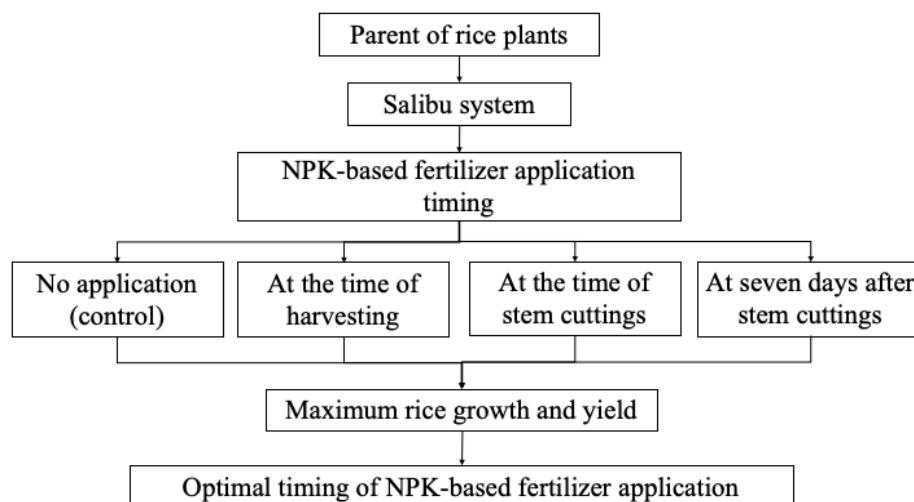 Parent of rice plants
Salibu system
NPK-based fertilizer application
timing
No application
(control)
At the time of
harvesting
At the time of
stem cuttings
At seven days after
stem cuttings
Maximum rice growth and yield
Optimal timing of NPK-based fertilizer application